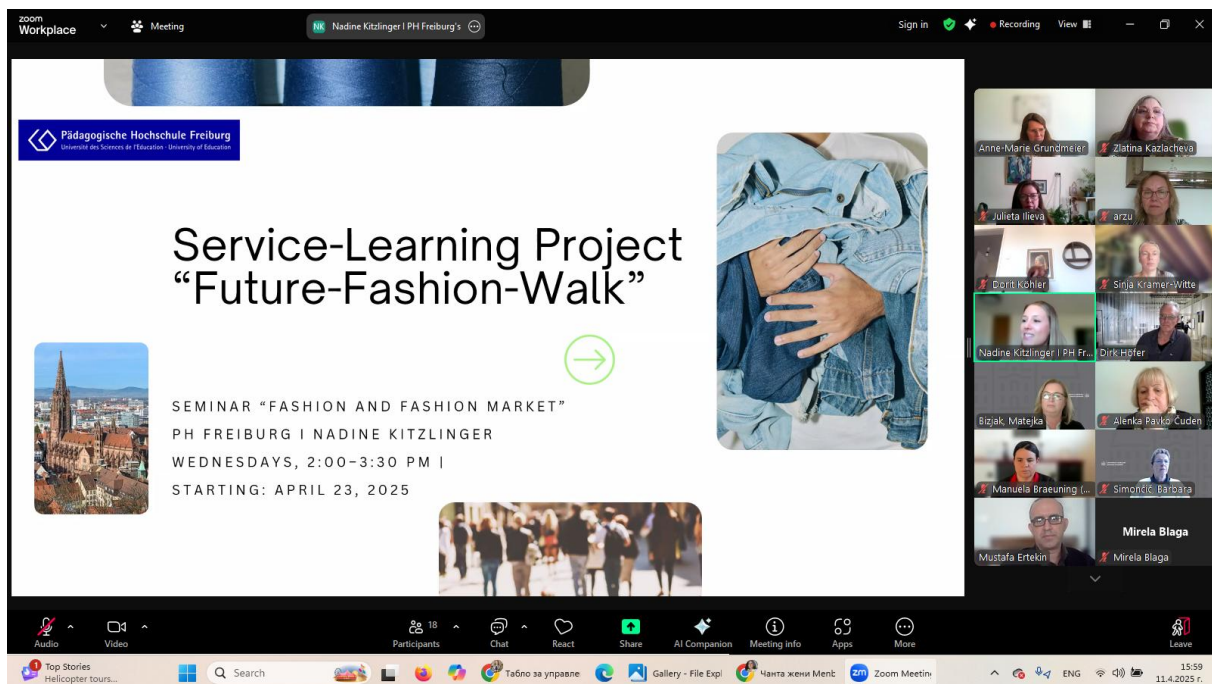 zoom
Workplace
Meeting
NK Nadine Kitzlinger I PH Freiburg's
Sign in
Recording
View
Pädagogische Hochschule Freiburg
Université des Sciences de l'Education · University of Education
Service-Learning Project
“Future-Fashion-Walk”
SEMINAR “FASHION AND FASHION MARKET”
PH FREIBURG I NADINE KITZLINGER
WEDNESDAYS, 2:00–3:30 PM |
STARTING: APRIL 23, 2025
Anne-Marie Grundmeier
Zlatina Kazlacheva
Julieta Ilieva
arzu
Dorit Köhler
Sinja Kramer-Witte
Nadine Kitzlinger I PH Fr...
Dirk Höfer
Bizjak, Matejka
Alenka Pavko Čuden
Manuela Braeuning (...
Simončič, Barbara
Mustafa Ertekin
Mirela Blaga
Mirela Blaga
Audio
Video
Participants
18
Chat
React
Share
AI Companion
Meeting info
Apps
More
Leave
1
Top Stories
Helicopter tours...
Search
Табло за управле
Gallery - File Expl
Чанта жени Menb
zm Zoom Meetin
ENG
15:59
11.4.2025 г.